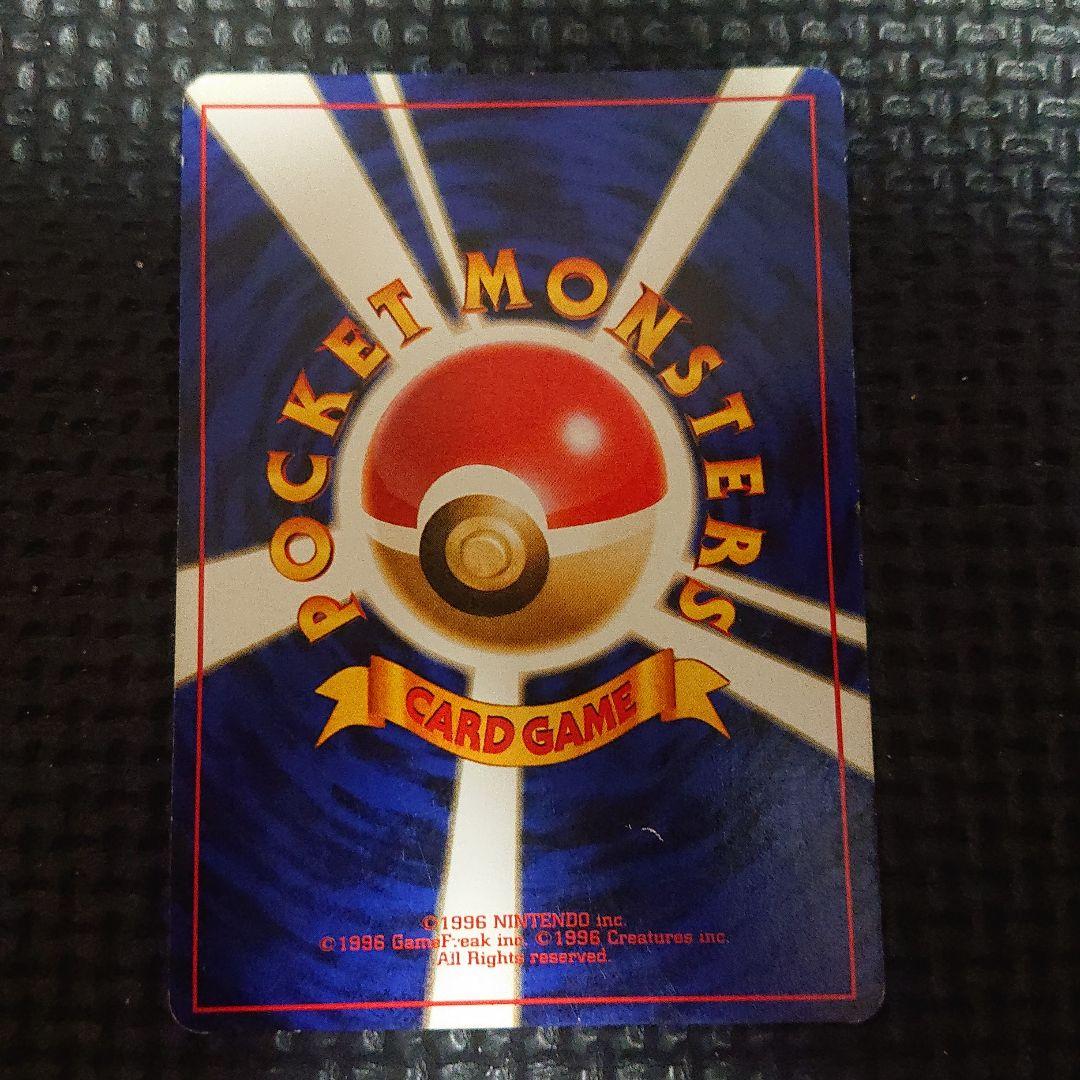 POCKET MONSTERS
CARD GAME
©1996 NINTENDO inc.
©1996 GameFreak inc. ©1996 Creatures inc.
All Rights reserved.